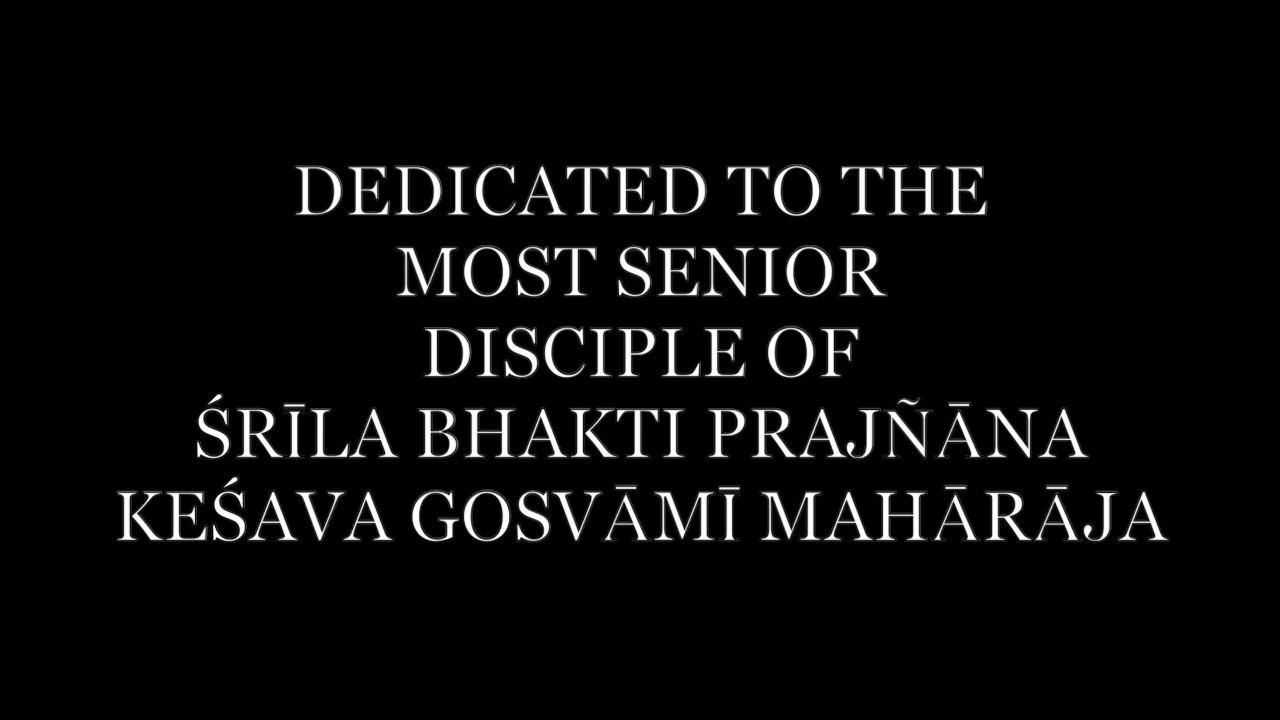 DEDICATED TO THE
MOST SENIOR
DISCIPLE OF
ŚRĪLA BHAKTI PRAJÑĀNA
KEŚAVA GOSVĀMĪ MAHĀRĀJA